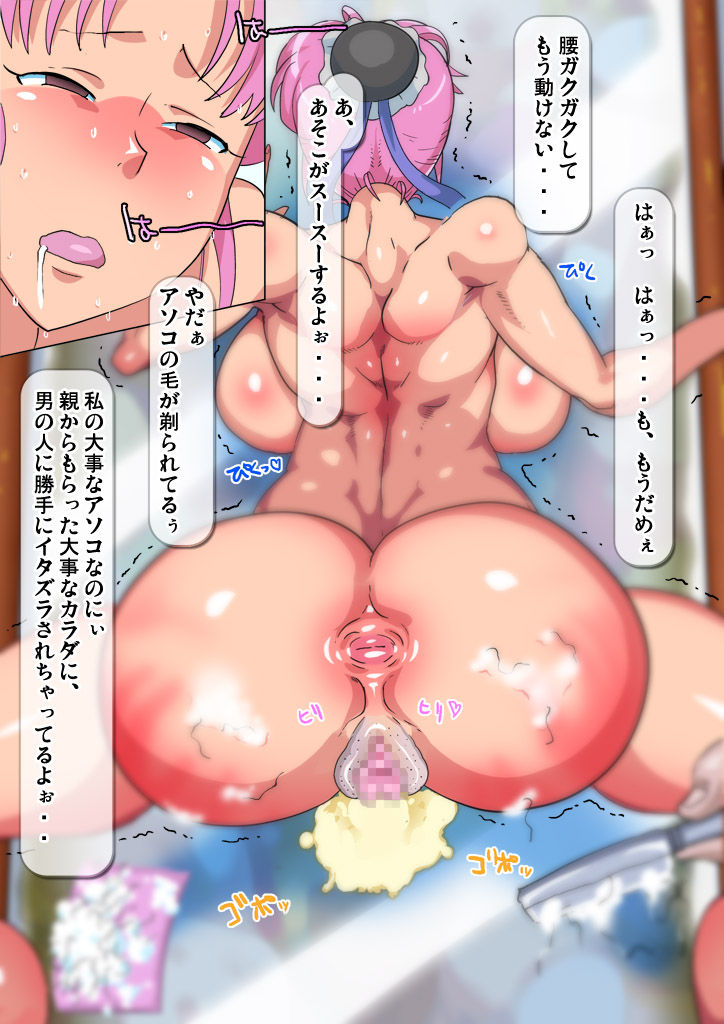 腰ガクガクして
もう動けない・・・
はぁっ　はぁっ・・・も、もうだめぇ
あ、
あそこがスースーするよぉ・・・
やだぁ
アソコの毛が剃られてるぅ
私の大事なアソコなのにぃ
親からもらった大事なカラダに、
男の人に勝手にイタズラされちゃってるよぉ・・
はぁ
はぁ
ぴく
ぴくっ♡
ヒリ
ヒリ♡
ゴポッ
ゴポッ